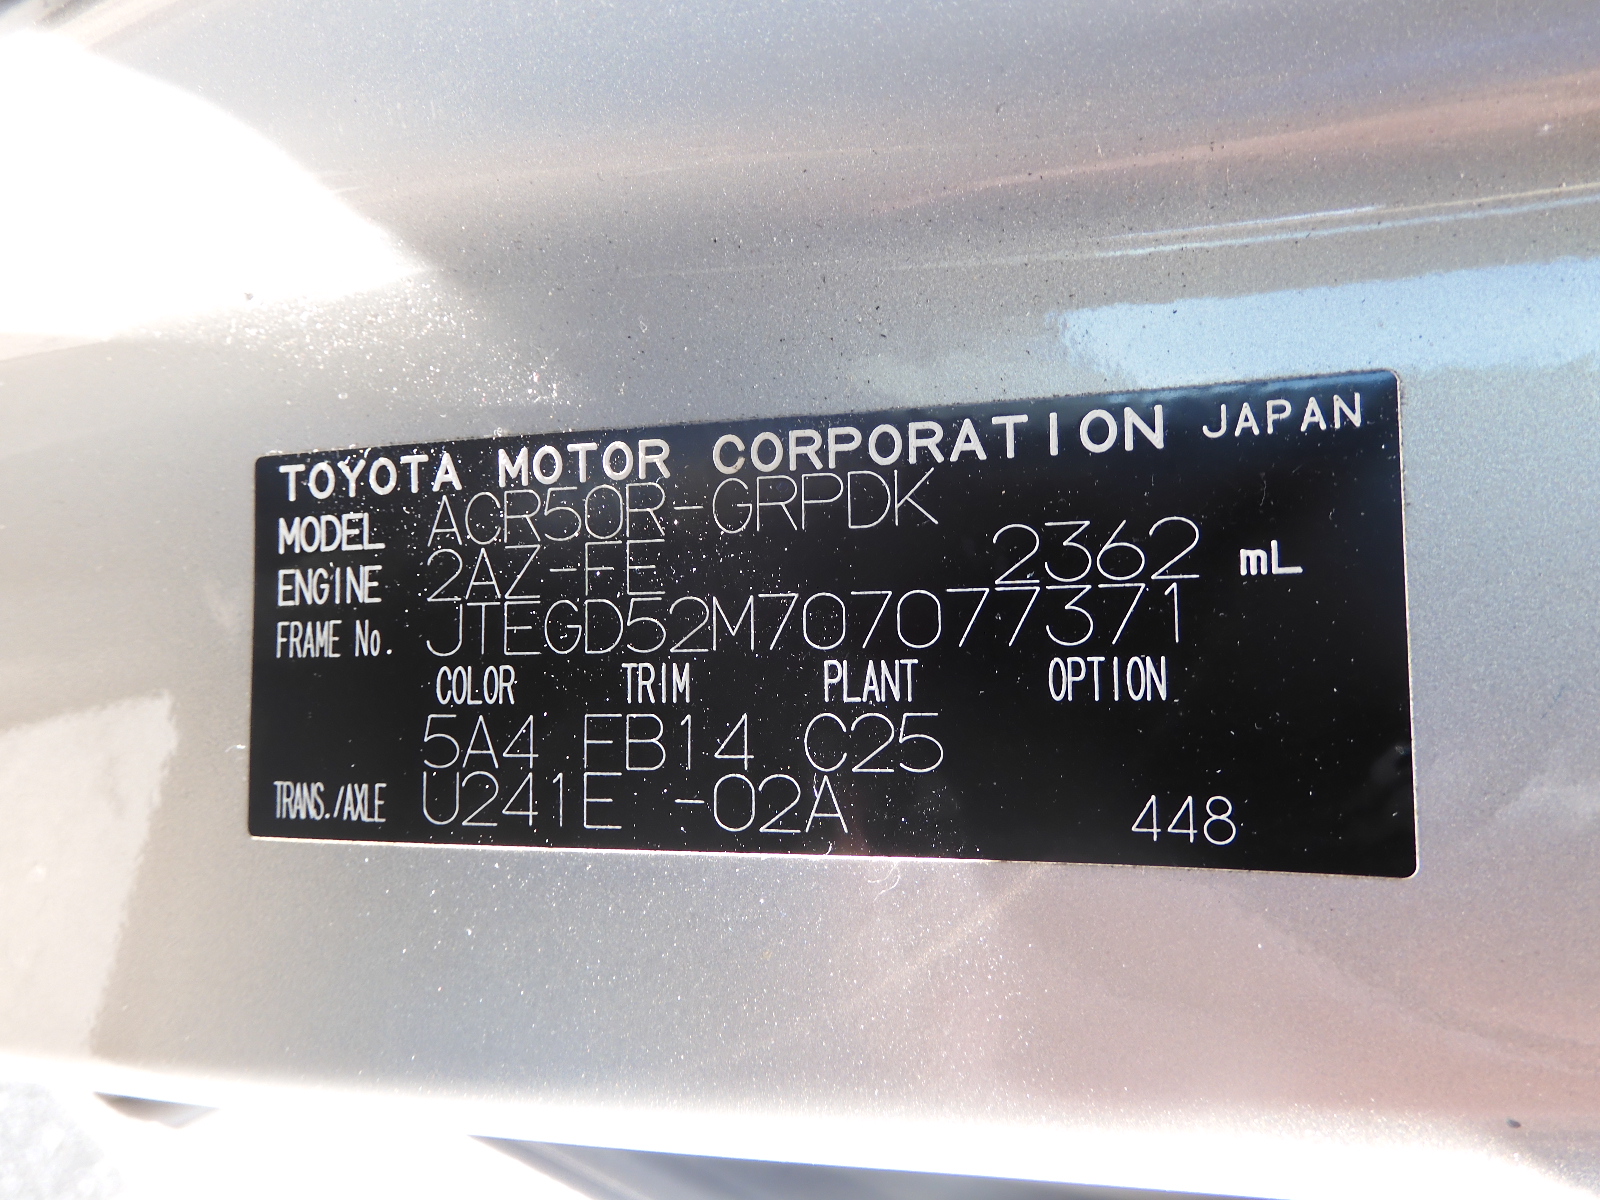 TOYOTA MOTOR CORPORATION JAPAN
MODEL ACR50R-GRPDK
ENGINE 2AZ-FE 2362 mL
FRAME No. JTEGD52M707077371
COLOR TRIM PLANT OPTION
5A4 FB14 C25
TRANS./AXLE U241E -02A 448